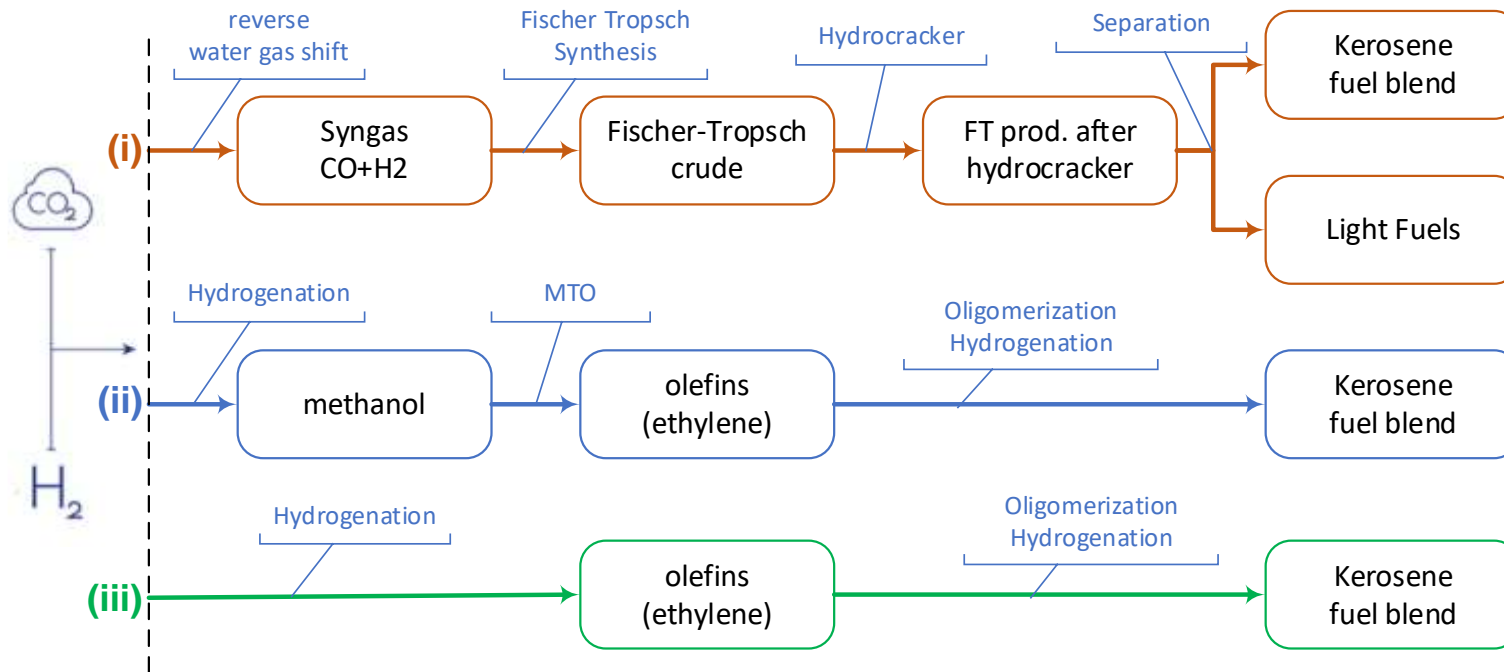 reverse
water gas shift
Fischer Tropsch
Synthesis
Hydrocracker
Separation
(i)
Syngas
CO+H2
Fischer-Tropsch
crude
FT prod. after
hydrocracker
Kerosene
fuel blend
Light Fuels
CO2
H2
Hydrogenation
MTO
Oligomerization
Hydrogenation
(ii)
methanol
olefins
(ethylene)
Kerosene
fuel blend
Hydrogenation
Oligomerization
Hydrogenation
(iii)
olefins
(ethylene)
Kerosene
fuel blend